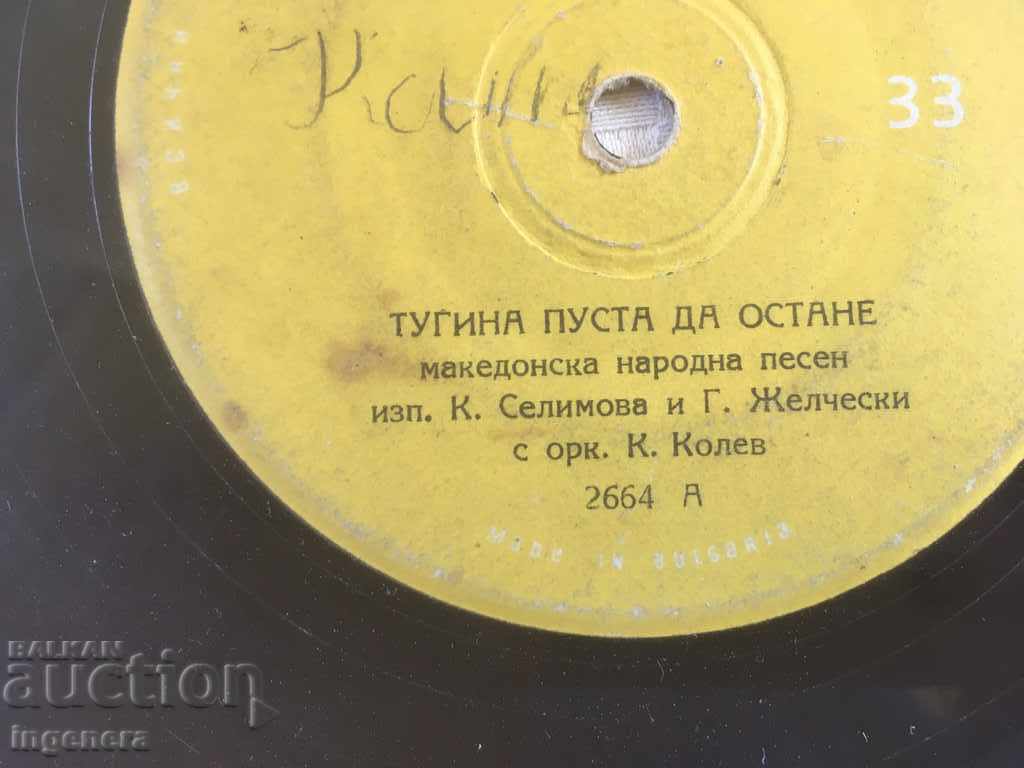 33
ТУЃИНА ПУСТА ДА ОСТАНЕ
македонска народна песен
изп. К. Селимова и Г. Желчески
с орк. К. Колев
2664 А
MADE IN BULGARIA
BALKAN
auction
ingenera